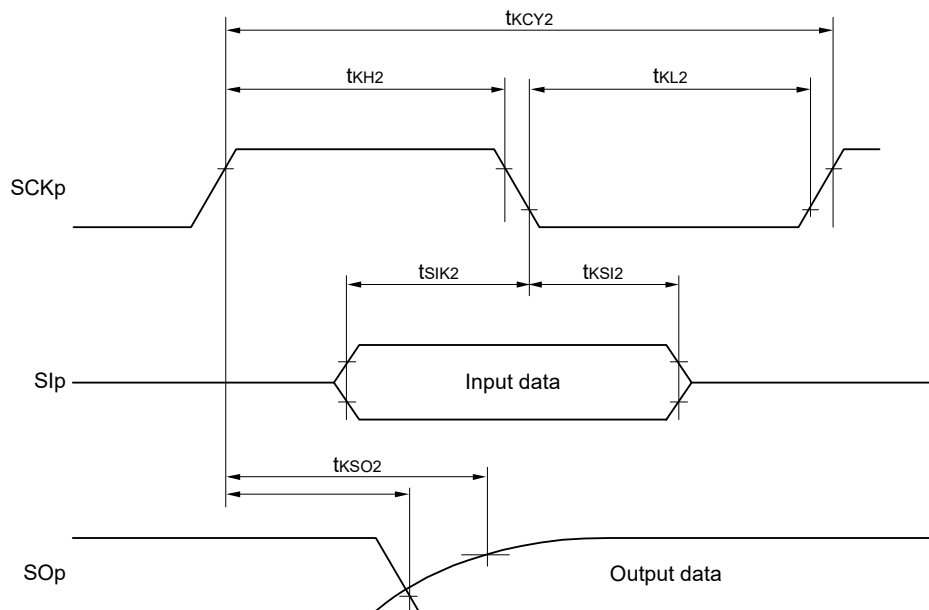 tKCY2
tKH2
tKL2
SCKp
tSIK2
tKSI2
SIp
Input data
tKSO2
SOp
Output data